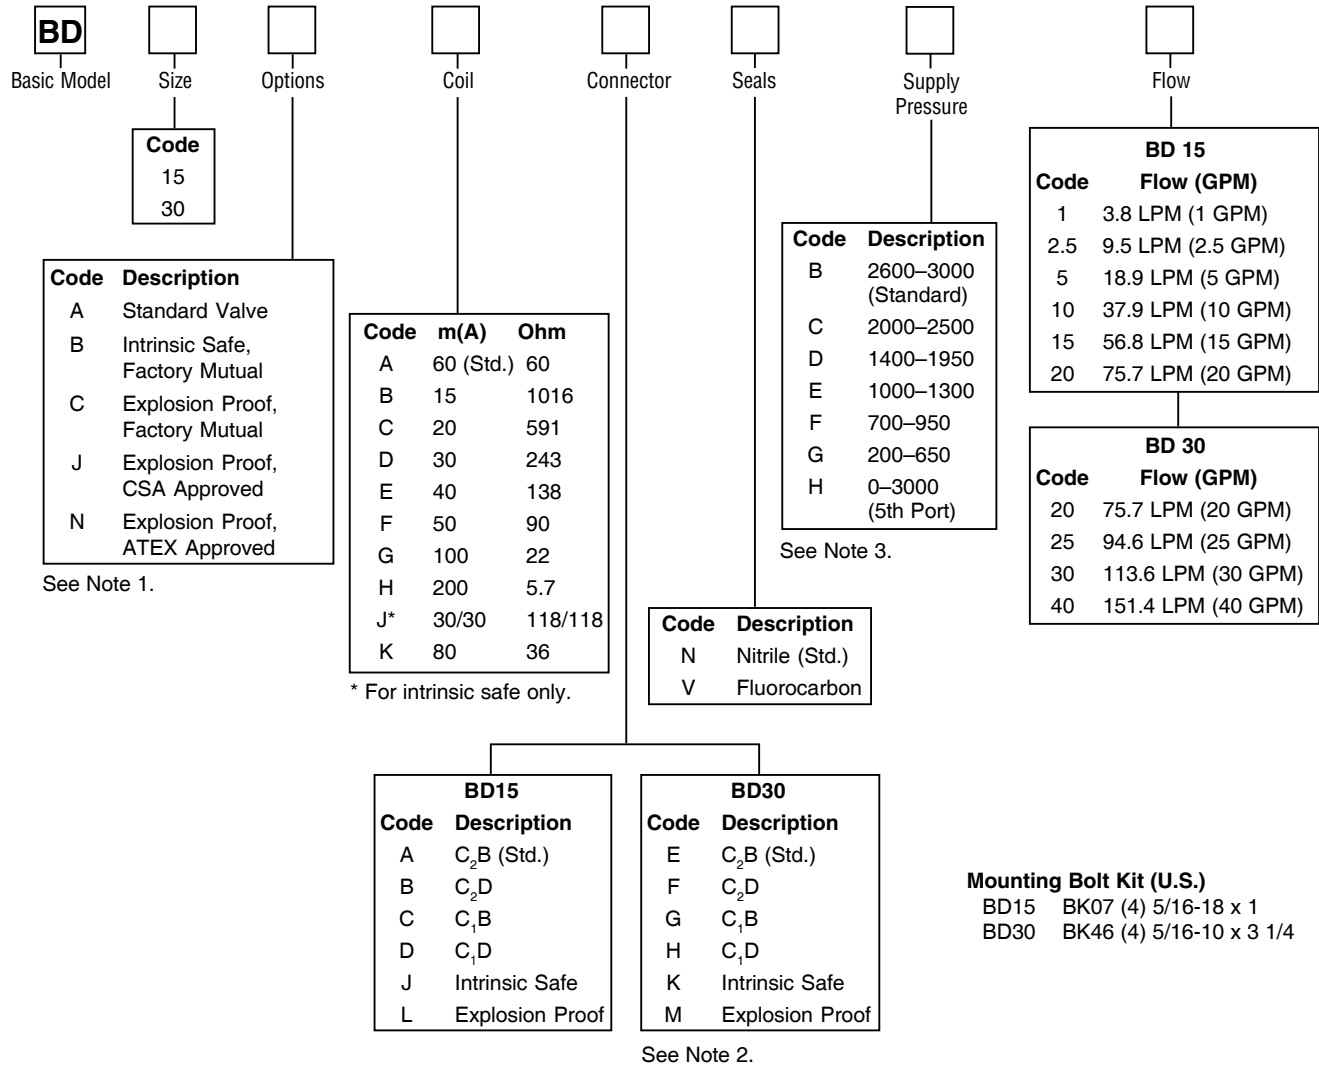 BD
Basic Model
Size
Options
Coil
Connector
Seals
Supply
Pressure
Flow
Code
15
30
Code Description
A Standard Valve
B Intrinsic Safe,
Factory Mutual
C Explosion Proof,
Factory Mutual
J Explosion Proof,
CSA Approved
N Explosion Proof,
ATEX Approved
See Note 1.
Code m(A) Ohm
A 60 (Std.) 60
B 15 1016
C 20 591
D 30 243
E 40 138
F 50 90
G 100 22
H 200 5.7
J* 30/30 118/118
K 80 36
* For intrinsic safe only.
BD15
Code Description
A C₂B (Std.)
B C₂D
C C₁B
D C₁D
J Intrinsic Safe
L Explosion Proof
BD30
Code Description
E C₂B (Std.)
F C₂D
G C₁B
H C₁D
K Intrinsic Safe
M Explosion Proof
See Note 2.
Code Description
N Nitrile (Std.)
V Fluorocarbon
Code Description
B 2600–3000
(Standard)
C 2000–2500
D 1400–1950
E 1000–1300
F 700–950
G 200–650
H 0–3000
(5th Port)
See Note 3.
BD 15
Code Flow (GPM)
1 3.8 LPM (1 GPM)
2.5 9.5 LPM (2.5 GPM)
5 18.9 LPM (5 GPM)
10 37.9 LPM (10 GPM)
15 56.8 LPM (15 GPM)
20 75.7 LPM (20 GPM)
BD 30
Code Flow (GPM)
20 75.7 LPM (20 GPM)
25 94.6 LPM (25 GPM)
30 113.6 LPM (30 GPM)
40 151.4 LPM (40 GPM)
Mounting Bolt Kit (U.S.)
BD15 BK07 (4) 5/16-18 x 1
BD30 BK46 (4) 5/16-10 x 3 1/4